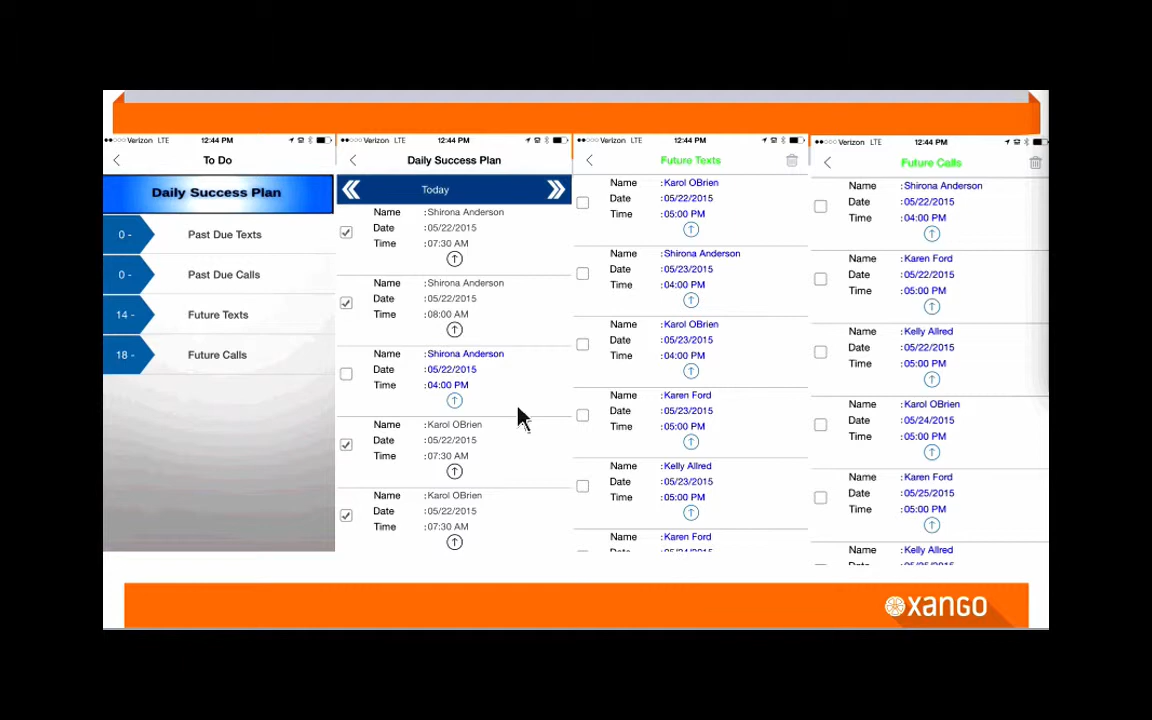 ●●○○○ Verizon LTE 12:44 PM
To Do
Daily Success Plan
0 - Past Due Texts
0 - Past Due Calls
14 - Future Texts
18 - Future Calls
●●○○○ Verizon LTE 12:44 PM
Daily Success Plan
Today
Name :Shirona Anderson
Date :05/22/2015
Time :07:30 AM
Name :Shirona Anderson
Date :05/22/2015
Time :08:00 AM
Name :Shirona Anderson
Date :05/22/2015
Time :04:00 PM
Name :Karol OBrien
Date :05/22/2015
Time :07:30 AM
Name :Karol OBrien
Date :05/22/2015
Time :07:30 AM
●●○○○ Verizon LTE 12:44 PM
Future Texts
Name :Karol OBrien
Date :05/22/2015
Time :05:00 PM
Name :Shirona Anderson
Date :05/23/2015
Time :04:00 PM
Name :Karol OBrien
Date :05/23/2015
Time :04:00 PM
Name :Karen Ford
Date :05/23/2015
Time :05:00 PM
Name :Kelly Allred
Date :05/23/2015
Time :05:00 PM
Name :Karen Ford
Date :05/24/2015
●●○○○ Verizon LTE 12:44 PM
Future Calls
Name :Shirona Anderson
Date :05/22/2015
Time :04:00 PM
Name :Karen Ford
Date :05/22/2015
Time :05:00 PM
Name :Kelly Allred
Date :05/22/2015
Time :05:00 PM
Name :Karol OBrien
Date :05/24/2015
Time :05:00 PM
Name :Karen Ford
Date :05/25/2015
Time :05:00 PM
Name :Kelly Allred
xango